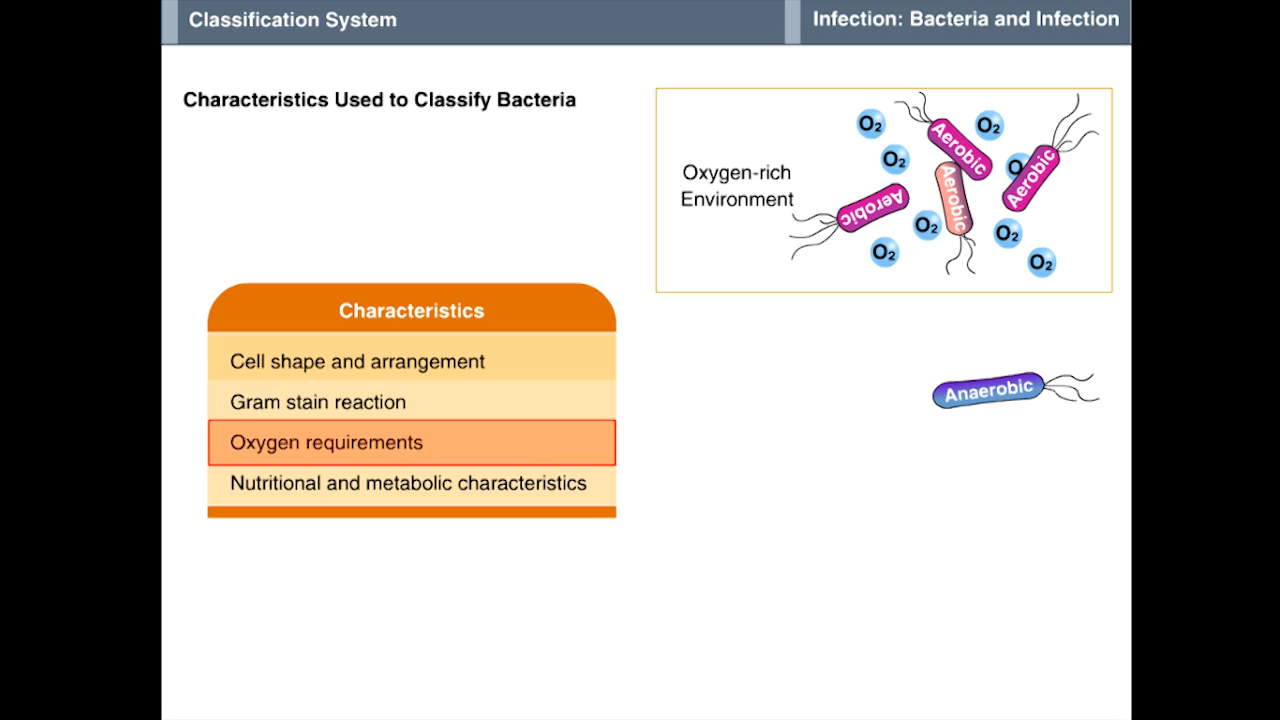 Classification System
Infection: Bacteria and Infection
Characteristics Used to Classify Bacteria
Oxygen-rich
Environment
O₂
O₂
O₂
O
O₂
O₂
O₂
O₂
Aerobic
Aerobic
Aerobic
Aerobic
Characteristics
Cell shape and arrangement
Gram stain reaction
Oxygen requirements
Nutritional and metabolic characteristics
Anaerobic